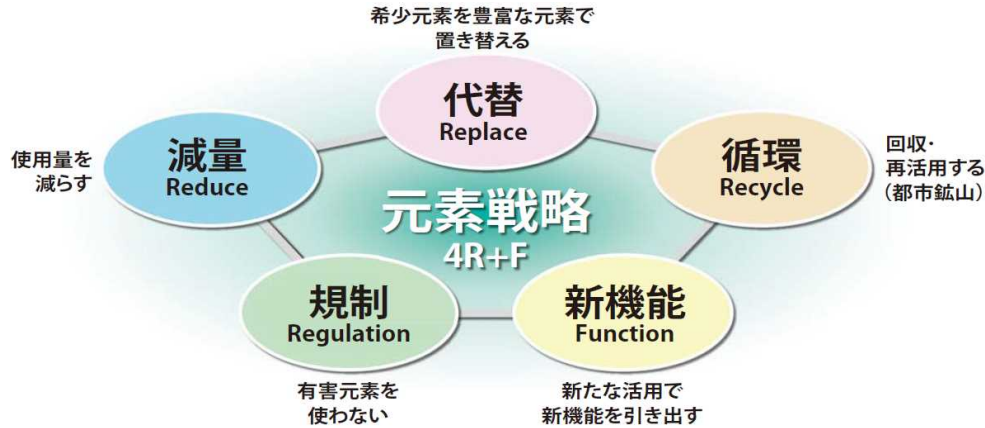 希少元素を豊富な元素で
置き替える
代替
Replace
減量
Reduce
使用量を
減らす
循環
Recycle
回収・
再活用する
（都市鉱山）
元素戦略
4R+F
規制
Regulation
有害元素を
使わない
新機能
Function
新たな活用で
新機能を引き出す